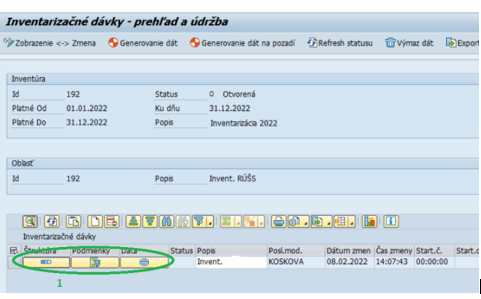 Inventarizačné dávky - prehľad a údržba
Zobrazenie <-> Zmena Generovanie dát Generovanie dát na pozadí Refresh statusu Výmaz dát Export
Inventúra
Id 192 Status O Otvorená
Platné Od 01.01.2022 Ku dňu 31.12.2022
Platné Do 31.12.2022 Popis Inventarizácia 2022
Oblasť
Id 192 Popis Invent. RÚŠS
Inventarizačné dávky
Štruktúra Podmienky Dáta Status Popis Posl.mod. Dátum zmen Čas zmeny Start.č. Start.
Invent. KOSKOVA 08.02.2022 14:07:43 00:00:00
1